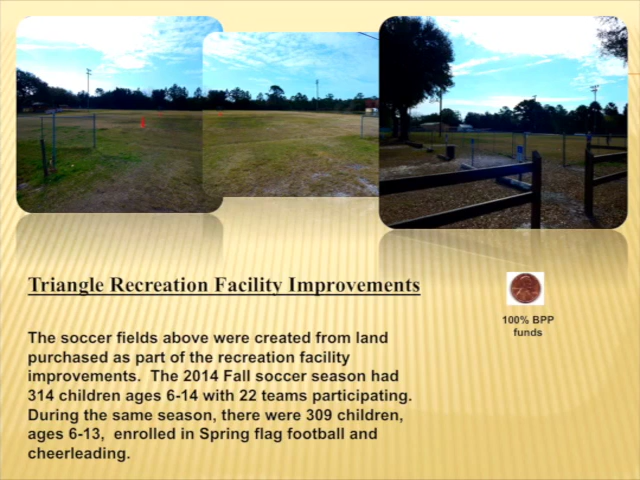 Triangle Recreation Facility Improvements
100% BPP
funds
The soccer fields above were created from land
purchased as part of the recreation facility
improvements.  The 2014 Fall soccer season had
314 children ages 6-14 with 22 teams participating.
During the same season, there were 309 children,
ages 6-13,  enrolled in Spring flag football and
cheerleading.